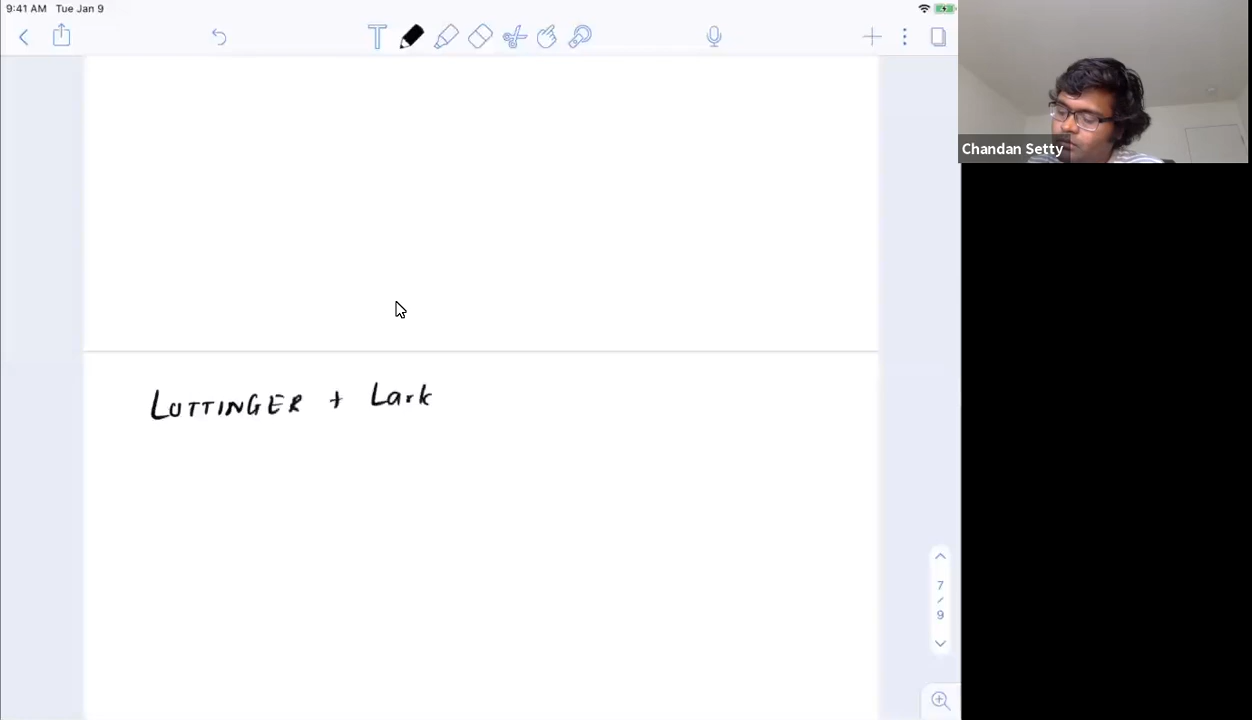 9:41 AM Tue Jan 9
Chandan Setty
LUTTINGER + Lark
7
/
9